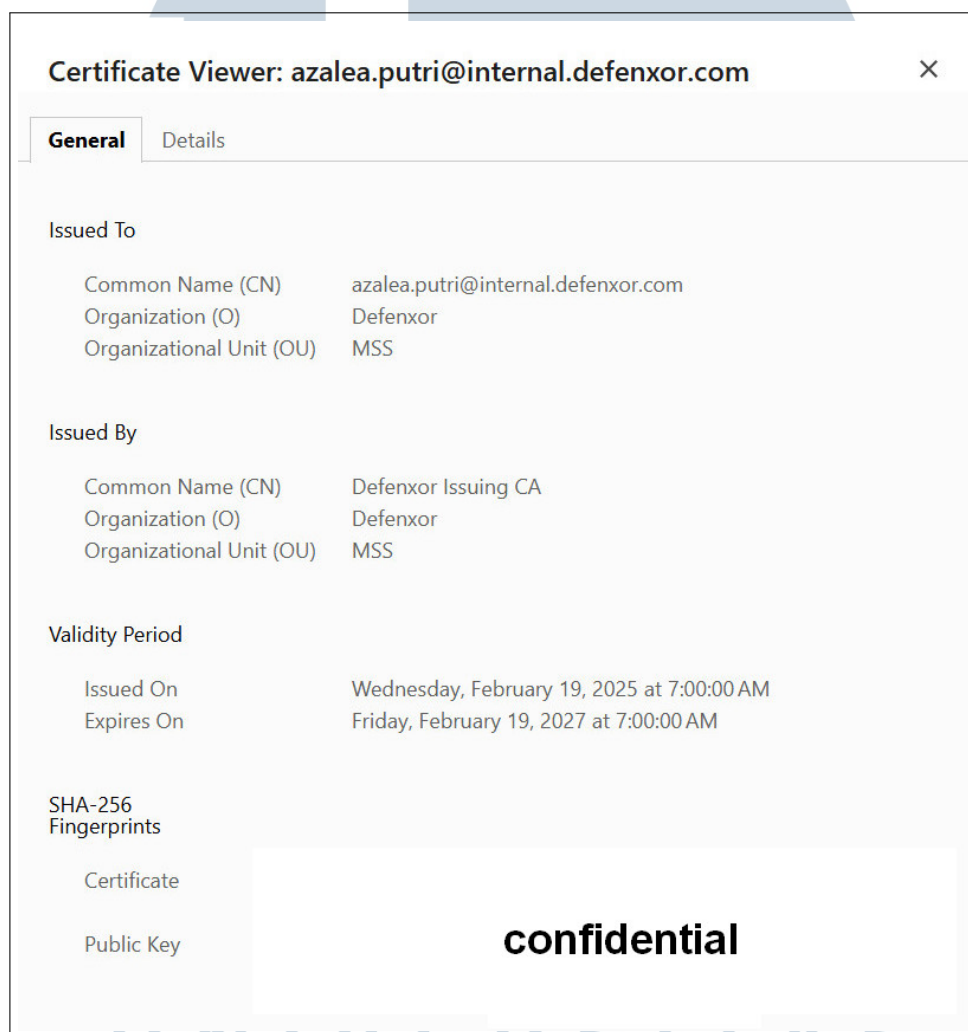 Certificate Viewer: azalea.putri@internal.defenxor.com
General Details
Issued To
Common Name (CN) azalea.putri@internal.defenxor.com
Organization (O) Defenxor
Organizational Unit (OU) MSS
Issued By
Common Name (CN) Defenxor Issuing CA
Organization (O) Defenxor
Organizational Unit (OU) MSS
Validity Period
Issued On Wednesday, February 19, 2025 at 7:00:00 AM
Expires On Friday, February 19, 2027 at 7:00:00 AM
SHA-256
Fingerprints
Certificate
Public Key
confidential